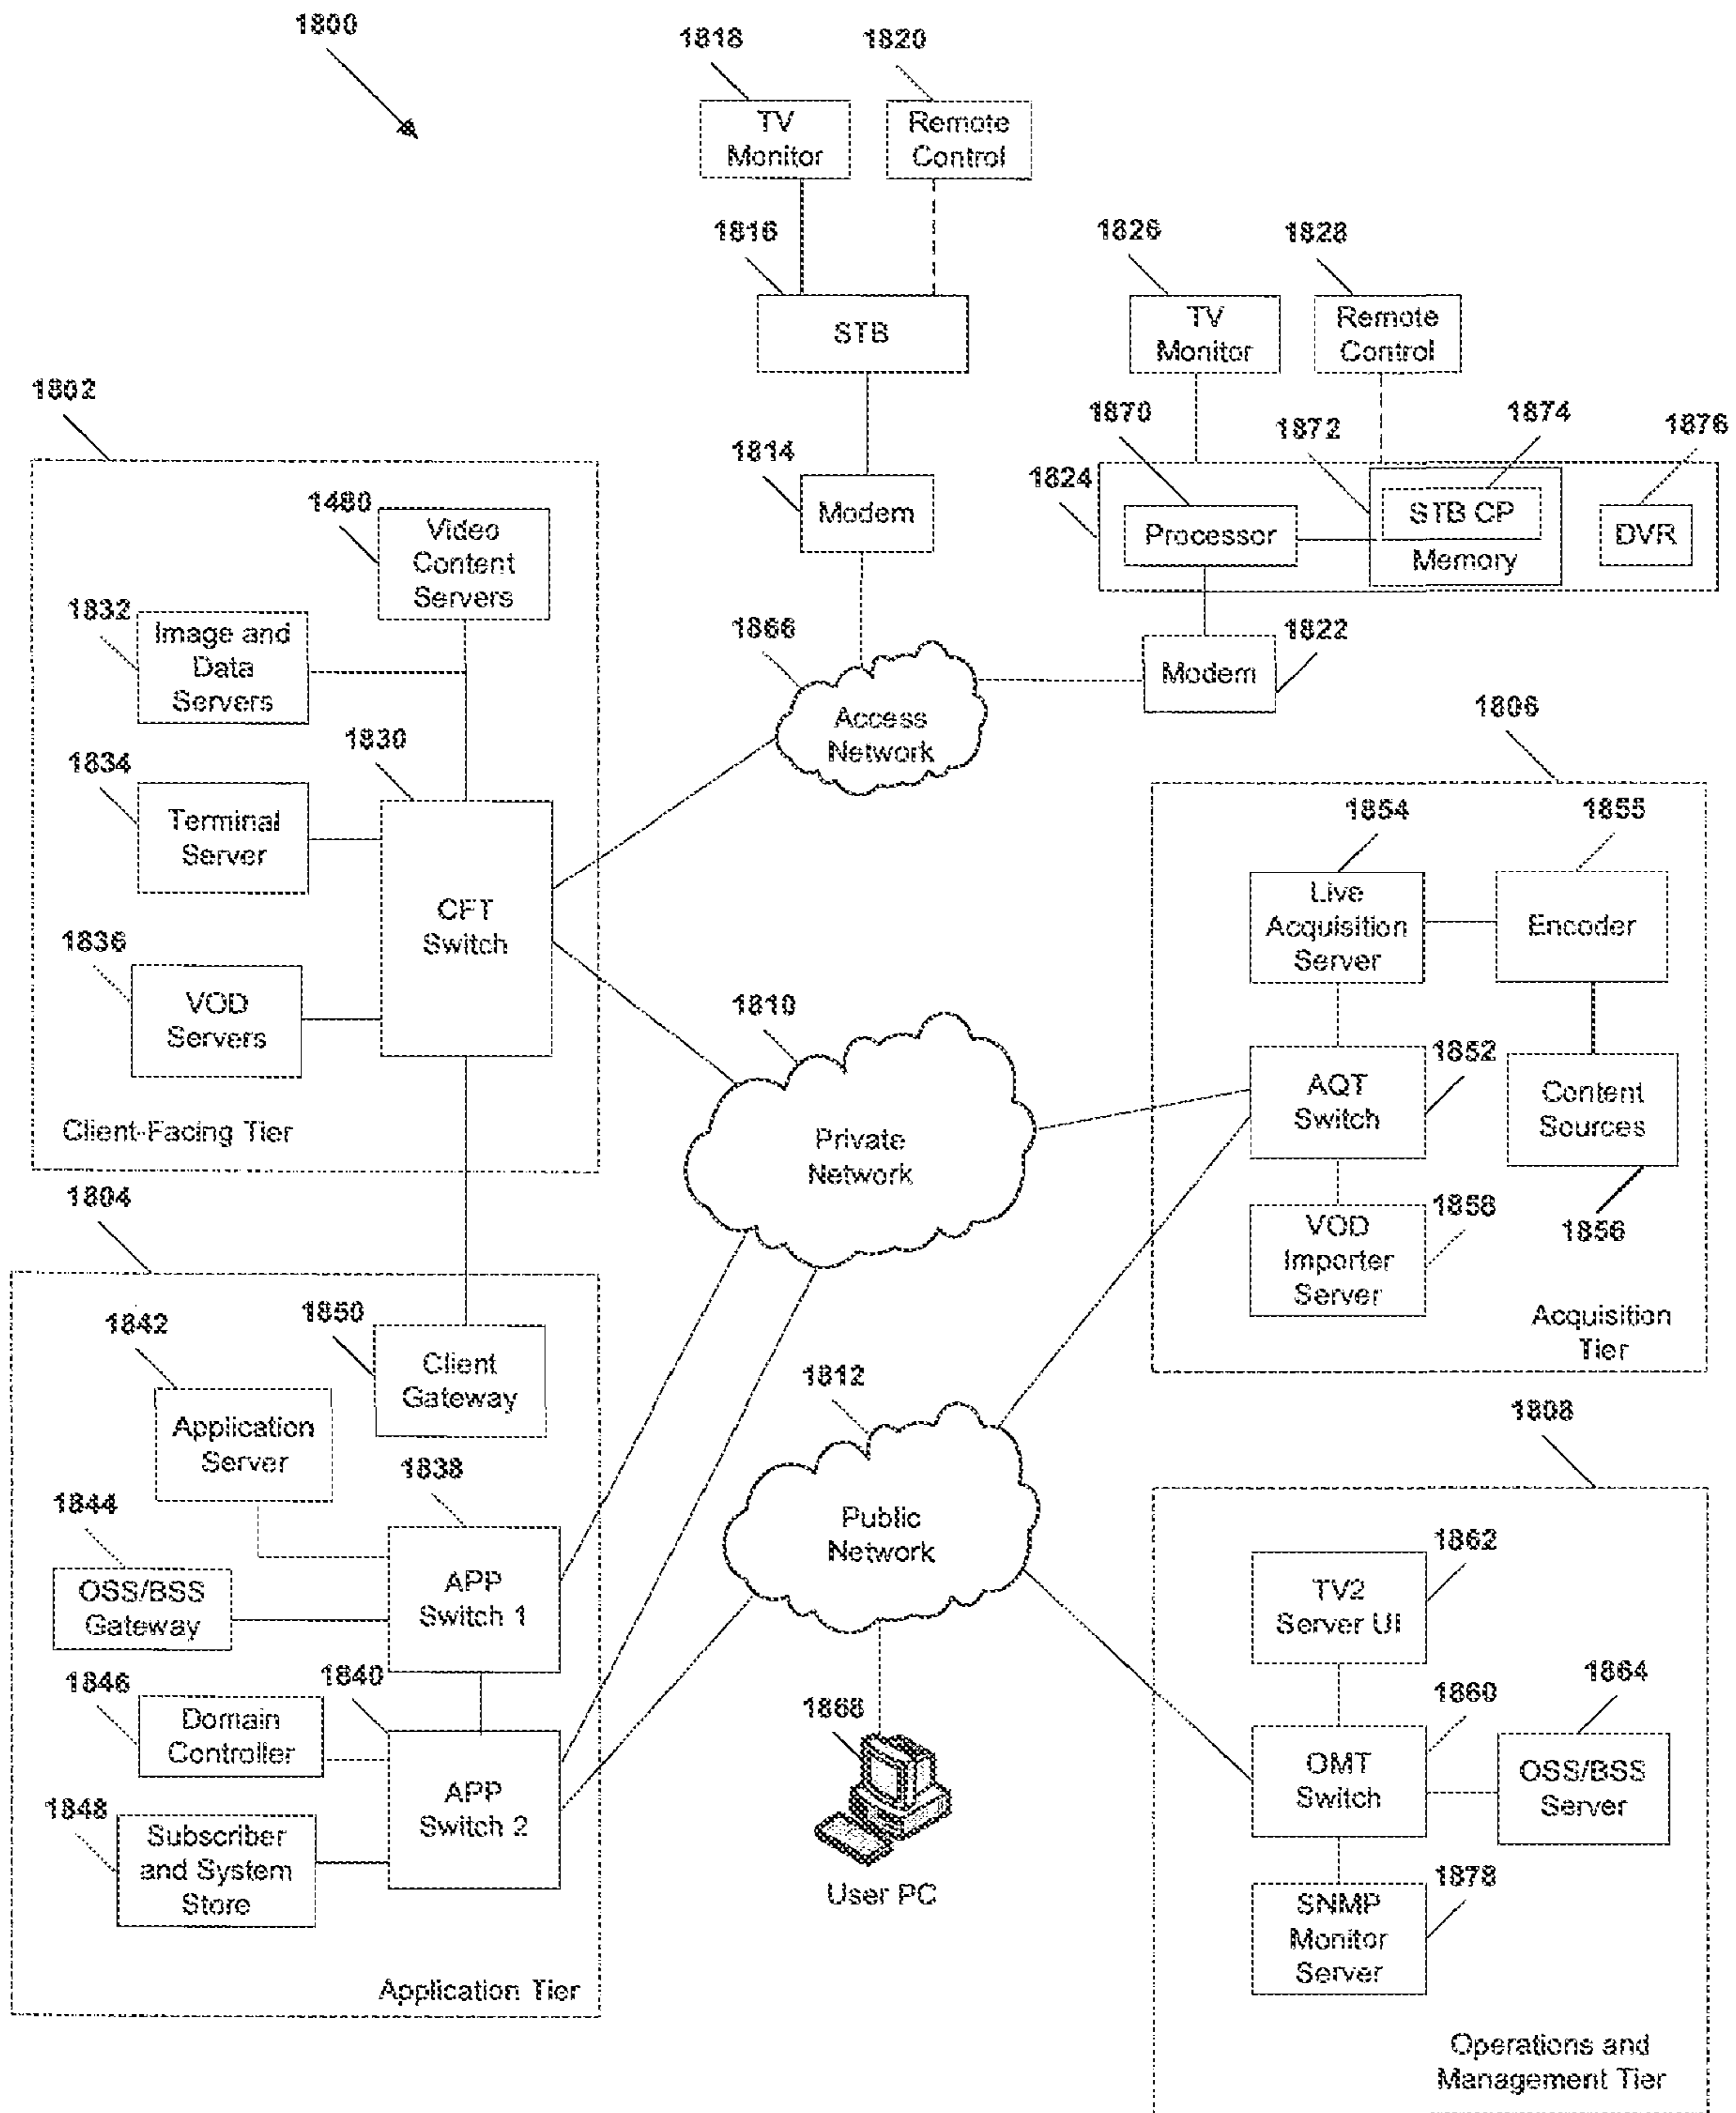 1800
1818
1820
TV
Monitor
Remote
Control
1816
STB
1826
1828
TV
Monitor
Remote
Control
1814
Modem
1824
1870
1872
1874
1876
Processor
STB CP
Memory
DVR
1866
Access
Network
1822
Modem
1802
1480
Video
Content
Servers
1832
Image and
Data
Servers
1834
Terminal
Server
1830
CFT
Switch
1836
VOD
Servers
Client-Facing Tier
1810
Private
Network
1806
1854
Live
Acquisition
Server
1855
Encoder
1852
AQT
Switch
Content
Sources
1856
1858
VOD
Importer
Server
Acquisition
Tier
1804
1842
Application
Server
1850
Client
Gateway
1838
APP
Switch 1
1844
OSS/BSS
Gateway
1846
Domain
Controller
1840
APP
Switch 2
1848
Subscriber
and System
Store
Application Tier
1812
Public
Network
1868
User PC
1808
1862
TV2
Server UI
1860
OMT
Switch
1864
OSS/BSS
Server
1878
SNMP
Monitor
Server
Operations and
Management Tier